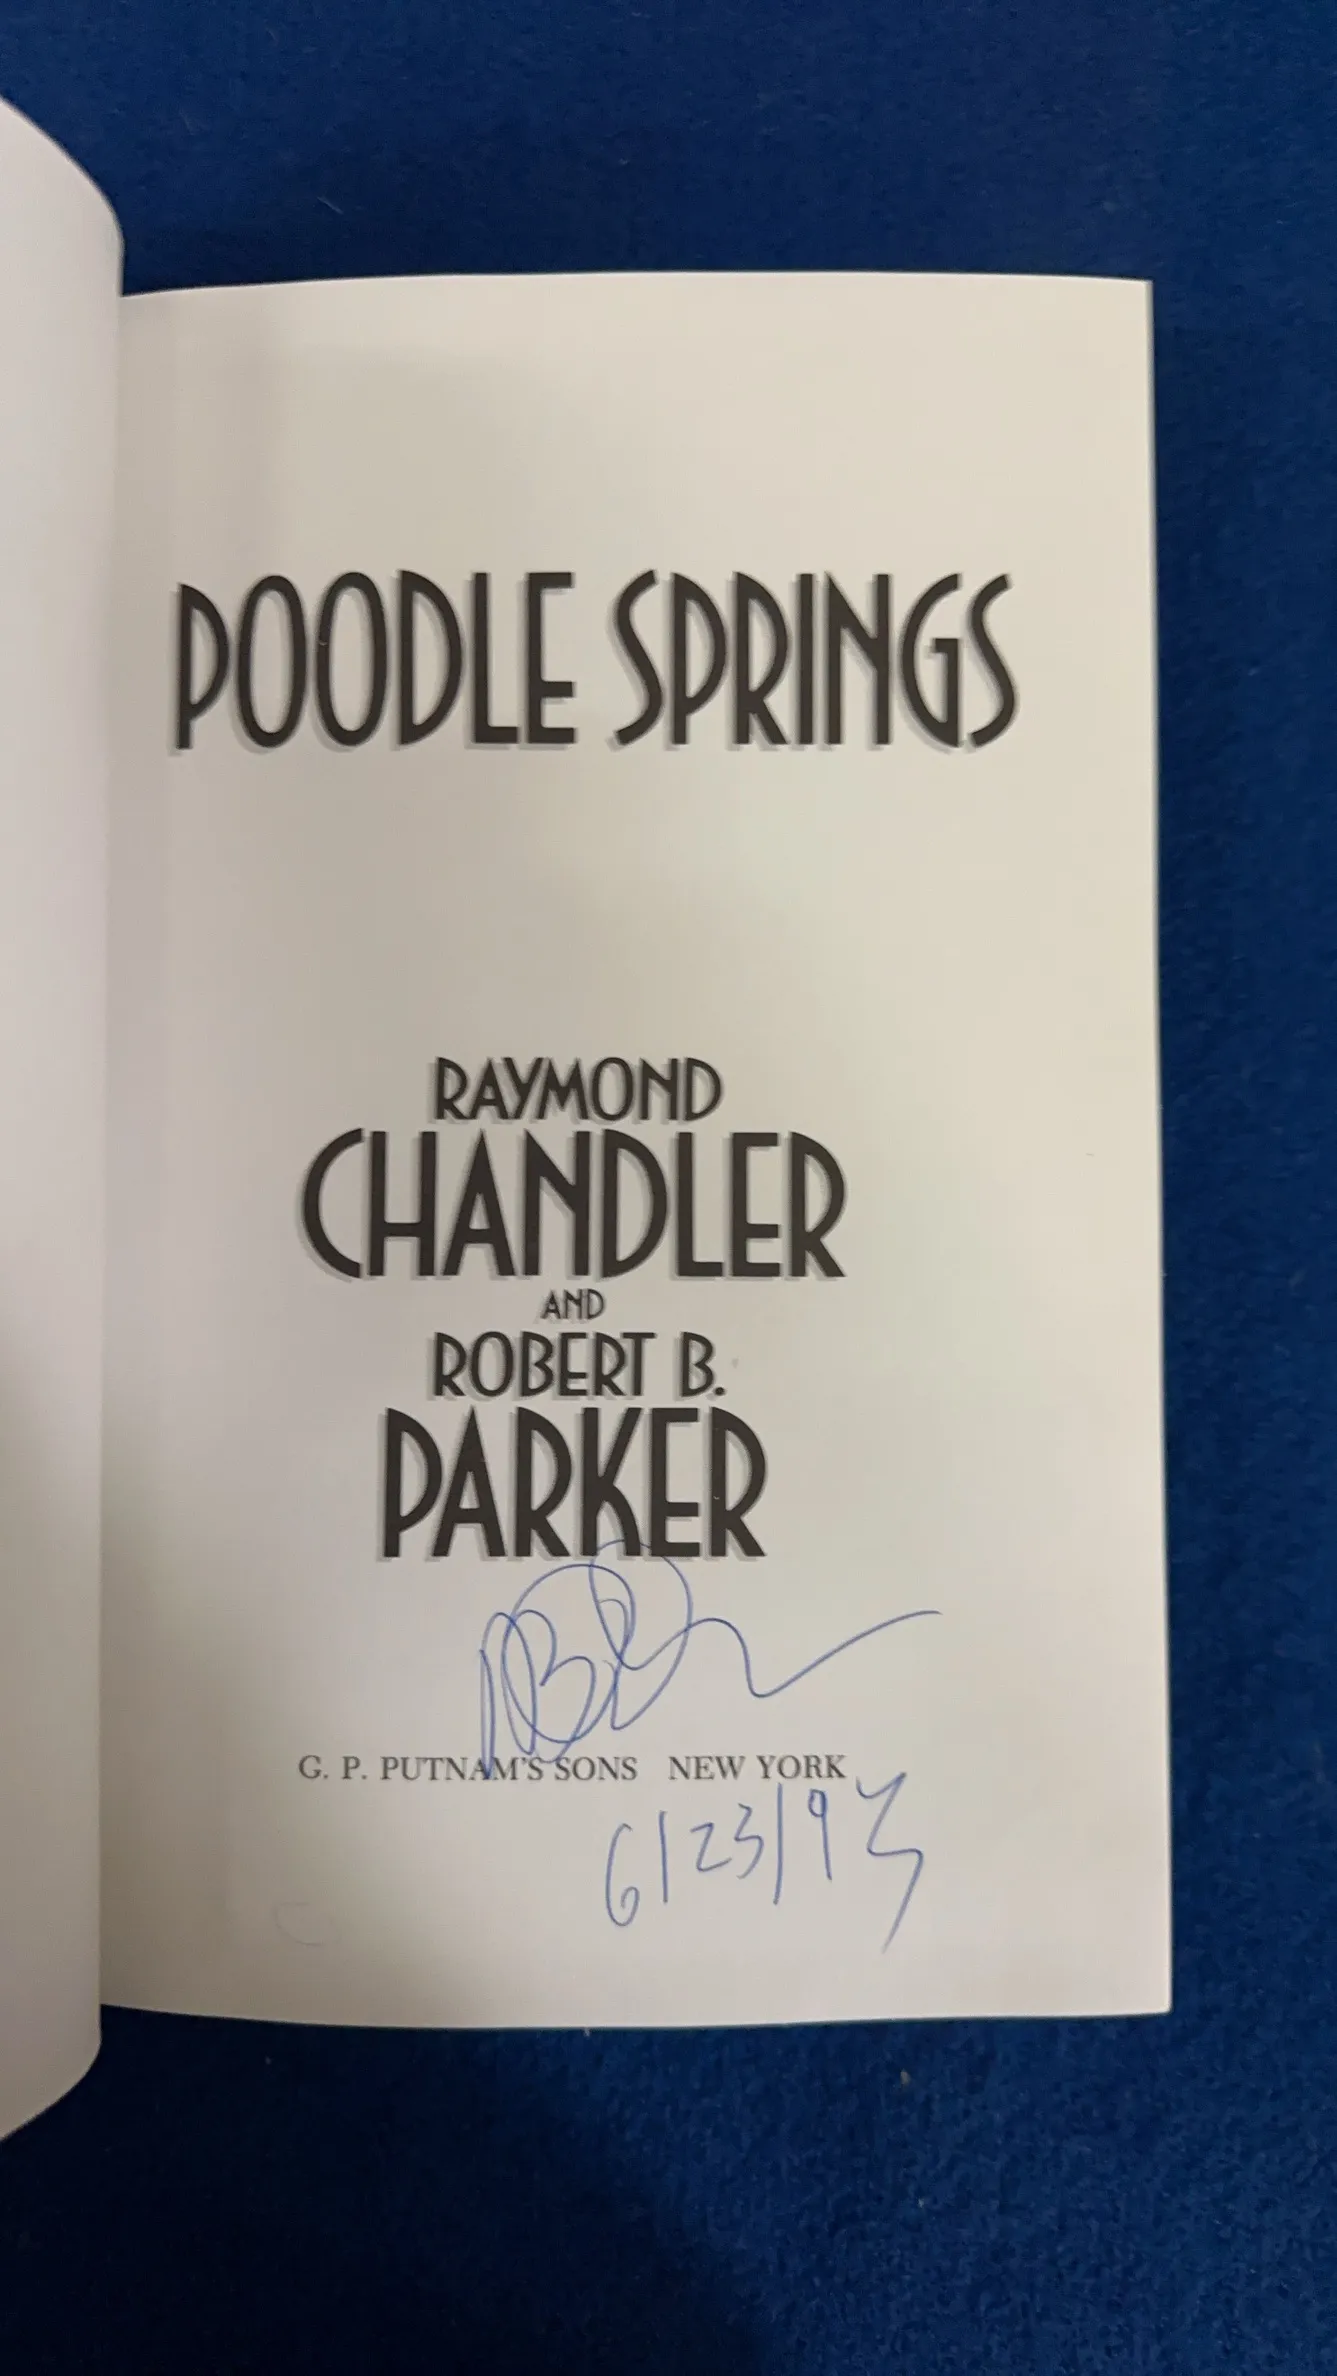 POODLE SPRINGS
RAYMOND
CHANDLER
AND
ROBERT B.
PARKER
G. P. PUTNAM'S SONS NEW YORK
6/23/93